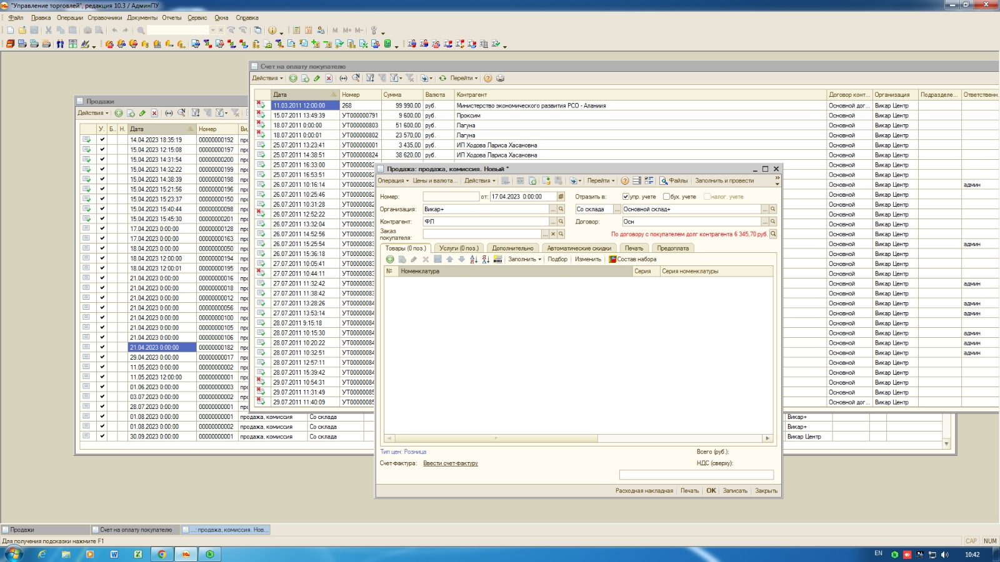 "Управление торговлей", редакция 10.3 / АдминПУ
Файл Правка Операции Справочники Документы Отчеты Сервис Окна Справка
M M+ M-
Счет на оплату покупателю
Действия Перейти
Дата Номер Сумма Валюта Контрагент Договор конт... Организация Подразделе... Ответственн...
11.03.2011 12:00:00 268 99 990,00 руб. Министерство экономического развития РСО - Аланиия Основной дог... Викар Центр
15.07.2011 13:49:39 УТ000000791 9 600,00 руб. Проксим Основной Викар Центр
18.07.2011 0:00:00 УТ000000803 51 600,00 руб. Лагуна Основной Викар Центр
18.07.2011 0:00:01 УТ000000802 23 570,00 руб. Лагуна Основной Викар Центр
25.07.2011 13:23:41 УТ000000001 3 435,00 руб. ИП Ходова Лариса Хасановна Основной Викар Центр
25.07.2011 14:38:51 УТ000000824 38 620,00 руб. ИП Ходова Лариса Хасановна Основной Викар Центр
25.07.2011 16:33:00 УТ00000082 Основной Викар Центр
25.07.2011 16:53:51 УТ00000082 Основной Викар Центр
26.07.2011 10:16:14 УТ00000082 Основной Викар Центр админ
26.07.2011 10:25:46 УТ00000082 Основной Викар Центр
26.07.2011 10:31:28 УТ00000082 Основной Викар Центр
26.07.2011 12:52:22 УТ00000083 Основной Викар Центр
26.07.2011 13:32:04 УТ00000083 Основной Викар Центр
26.07.2011 14:52:56 УТ00000083 Основной Викар Центр
26.07.2011 15:25:54 УТ00000083 Основной Викар Центр админ
26.07.2011 15:36:18 УТ00000083 Основной Викар Центр
27.07.2011 10:05:41 УТ00000083 Основной Викар Центр
27.07.2011 10:44:11 УТ00000083 Основной Викар Центр
27.07.2011 11:32:42 УТ00000083 Основной Викар Центр админ
27.07.2011 11:38:42 УТ00000083 Основной Викар Центр
27.07.2011 13:28:26 УТ00000083 Основной Викар Центр админ
27.07.2011 13:53:14 УТ00000083 Основной Викар Центр админ
28.07.2011 9:15:18 УТ00000084 Основной Викар Центр
28.07.2011 10:15:30 УТ00000084 Основной Викар Центр админ
28.07.2011 10:20:22 УТ00000084 Основной Викар Центр админ
28.07.2011 10:32:51 УТ00000084 Основной Викар Центр админ
28.07.2011 12:57:11 УТ00000084 Основной Викар Центр
28.07.2011 15:39:42 УТ00000084 Основной Викар Центр
29.07.2011 10:54:31 УТ00000084 Основной Викар Центр
29.07.2011 11:31:49 УТ00000085 Основной Викар Центр
29.07.2011 11:40:09 УТ00000085 Основной дог... Викар Центр
Продажи
Действия
У. Б.. Н. Дата Номер Ви,
14.04.2023 18:35:19 00000000192 про
15.04.2023 12:15:08 00000000197 про
15.04.2023 14:31:54 00000000200 про
15.04.2023 14:32:22 00000000199 про
15.04.2023 14:38:39 00000000198 про
15.04.2023 15:21:56 00000000196 про
15.04.2023 15:23:37 00000000150 про
15.04.2023 15:40:44 00000000098 про
15.04.2023 15:45:30 00000000201 про
17.04.2023 0:00:00 00000000128 про
17.04.2023 0:00:00 00000000163 про
18.04.2023 0:00:00 00000000050 про
18.04.2023 12:00:00 00000000194 про
18.04.2023 12:00:01 00000000195 про
21.04.2023 0:00:00 00000000016 про
21.04.2023 0:00:00 00000000018 про
21.04.2023 0:00:00 00000000012 про
21.04.2023 0:00:00 00000000056 про
21.04.2023 0:00:00 00000000100 про
21.04.2023 0:00:00 00000000105 про
21.04.2023 0:00:00 00000000106 про
21.04.2023 0:00:00 00000000182 про
29.04.2023 0:00:00 00000000017 про
11.05.2023 0:00:00 00000000002 про
11.05.2023 12:00:00 00000000001 про
01.06.2023 0:00:00 00000000003 про
03.07.2023 0:00:00 00000000002 про
28.07.2023 0:00:00 00000000001 про
01.08.2023 0:00:00 00000000001 продажа, комиссия Со склада Викар+
01.08.2023 0:00:00 00000000002 продажа, комиссия Со склада Викар+
30.09.2023 0:00:00 00000000001 продажа, комиссия Со склада Викар Центр
Продажа: продажа, комиссия. Новый *
Операция Цены и валюта... Действия Перейти Файлы Заполнить и провести
Номер: от: 17.04.2023 0:00:00 Отразить в: упр. учете бух. учете налог. учете
Организация: Викар+ Со склада Основной склад+
Контрагент: ФЛ Договор: Осн
Заказ покупателя: По договору с покупателем долг контрагента 6 345,70 руб.
Товары (0 поз.) Услуги (0 поз.) Дополнительно Автоматические скидки Печать Предоплата
Заполнить Подбор Изменить Состав набора
№ Номенклатура Серия Серия номенклатуры
Тип цен: Розница Всего (руб.):
Счет-фактура: Ввести счет-фактуру НДС (сверху):
Расходная накладная Печать OK Записать Закрыть
Продажи Счет на оплату покупателю ...: продажа, комиссия. Нов...
Для получения подсказки нажмите F1 CAP NUM
EN 10:42